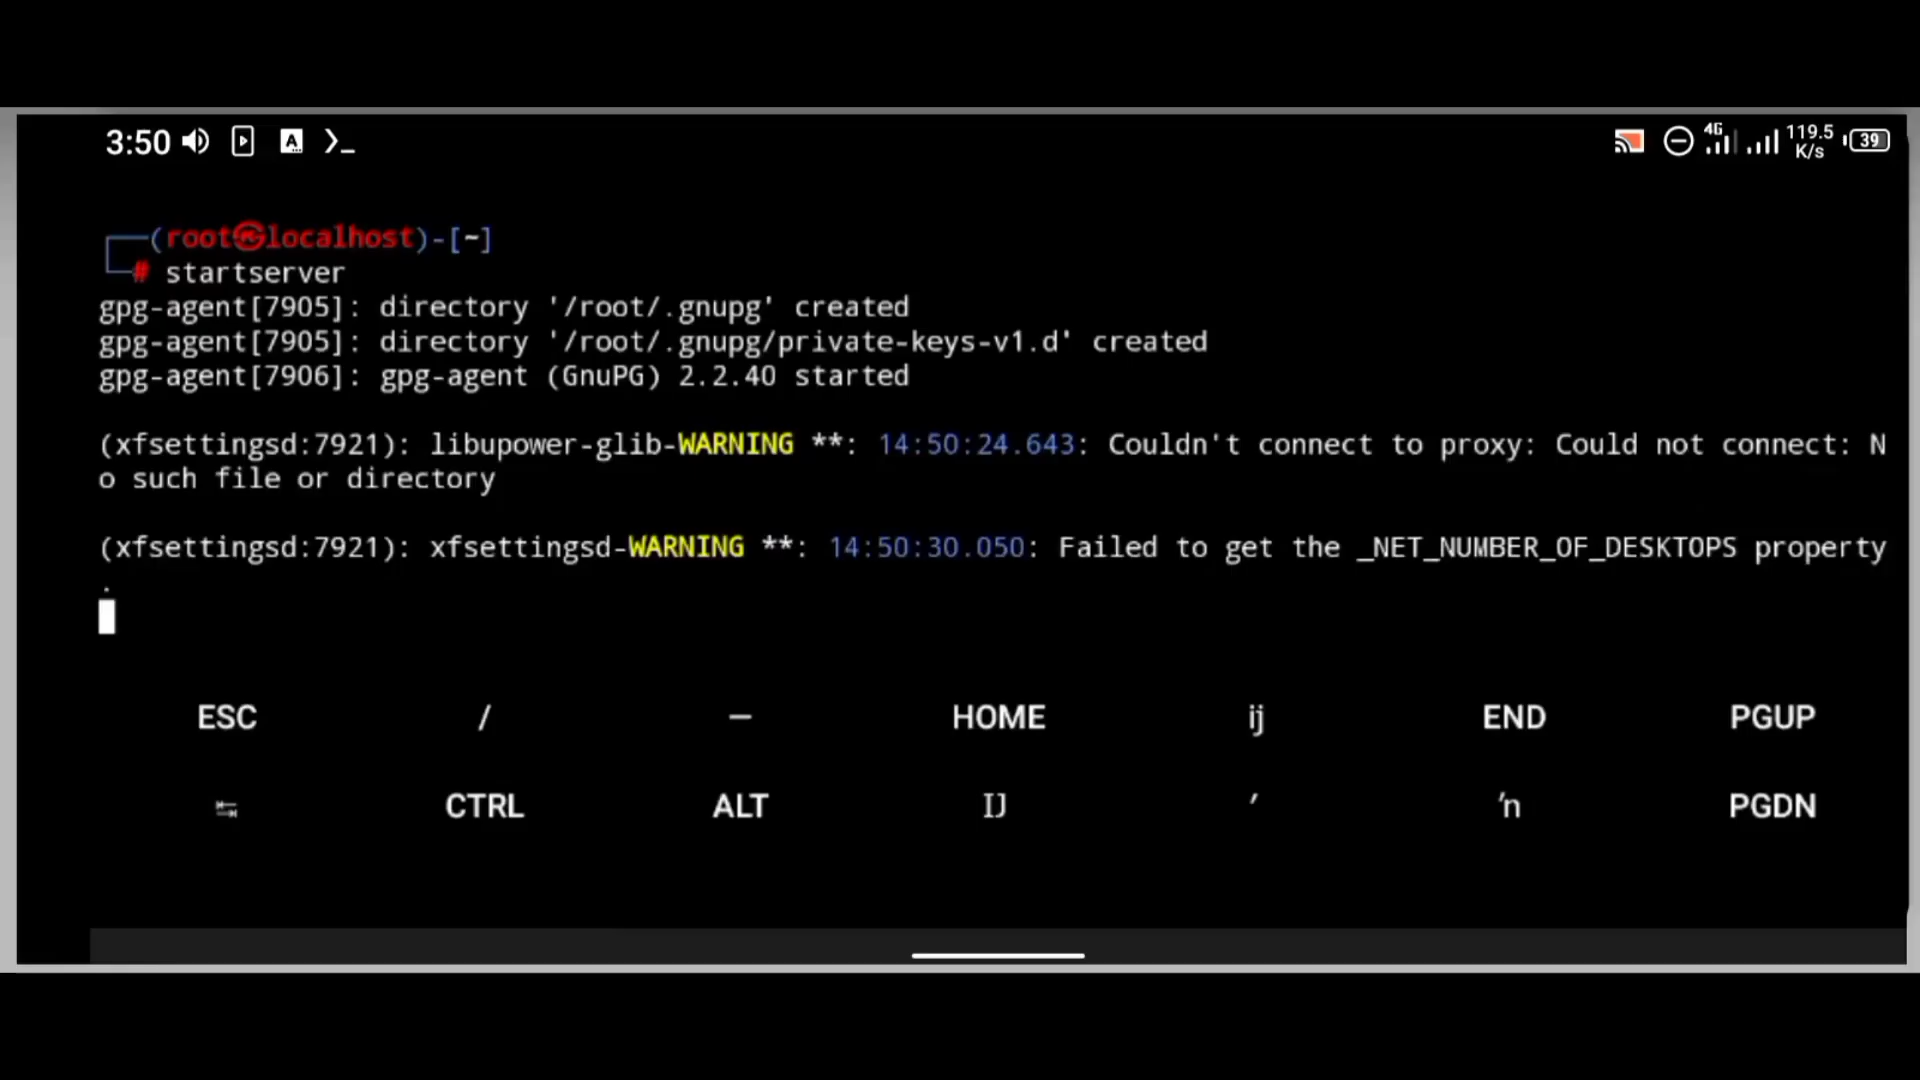 3:50 A >_ 4G 119.5 K/s 39
(root㉿localhost)-[~]
# startserver
gpg-agent[7905]: directory '/root/.gnupg' created
gpg-agent[7905]: directory '/root/.gnupg/private-keys-v1.d' created
gpg-agent[7906]: gpg-agent (GnuPG) 2.2.40 started
(xfsettingsd:7921): libupower-glib-WARNING **: 14:50:24.643: Couldn't connect to proxy: Could not connect: N
o such file or directory
(xfsettingsd:7921): xfsettingsd-WARNING **: 14:50:30.050: Failed to get the _NET_NUMBER_OF_DESKTOPS property
.
ESC / — HOME ĳ END PGUP
↹ CTRL ALT Ĳ ′ ŉ PGDN